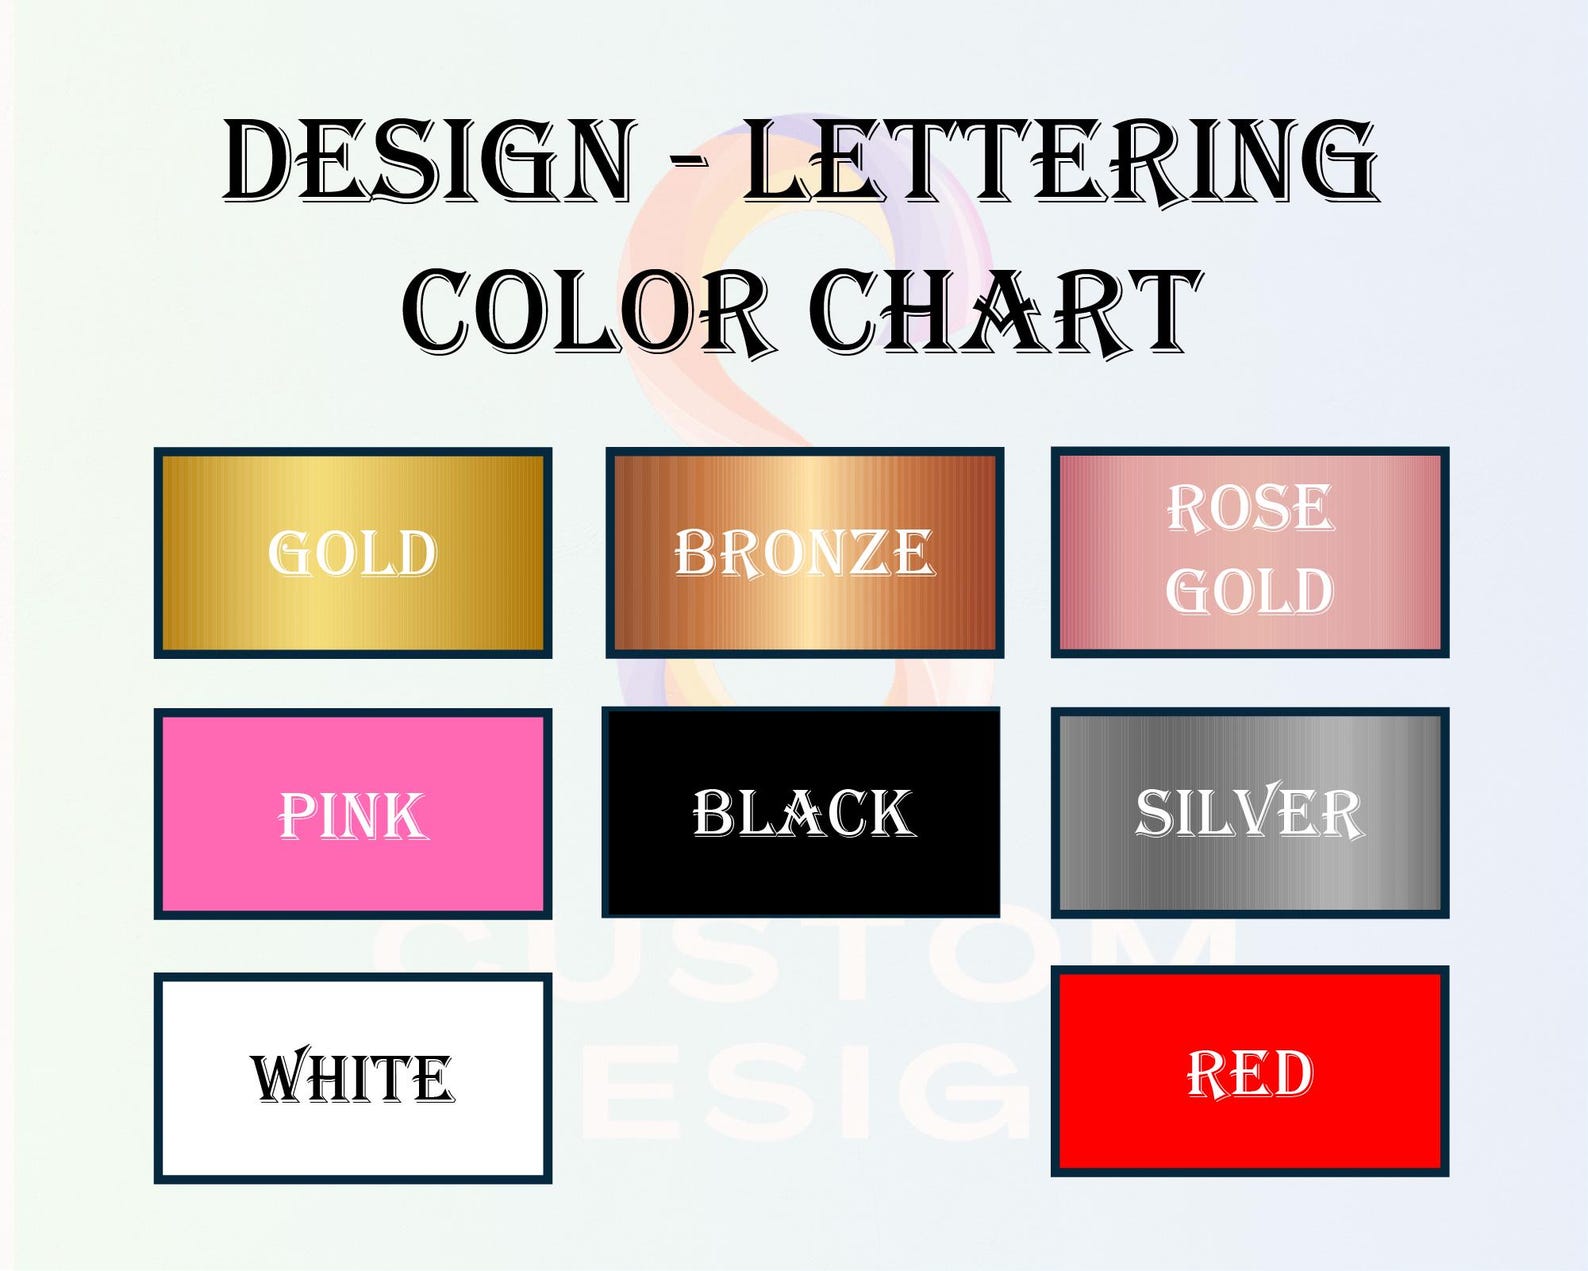 DESIGN - LETTERING
COLOR CHART
GOLD
BRONZE
ROSE
GOLD
PINK
BLACK
SILVER
CUSTOM
WHITE
RED
ESIG